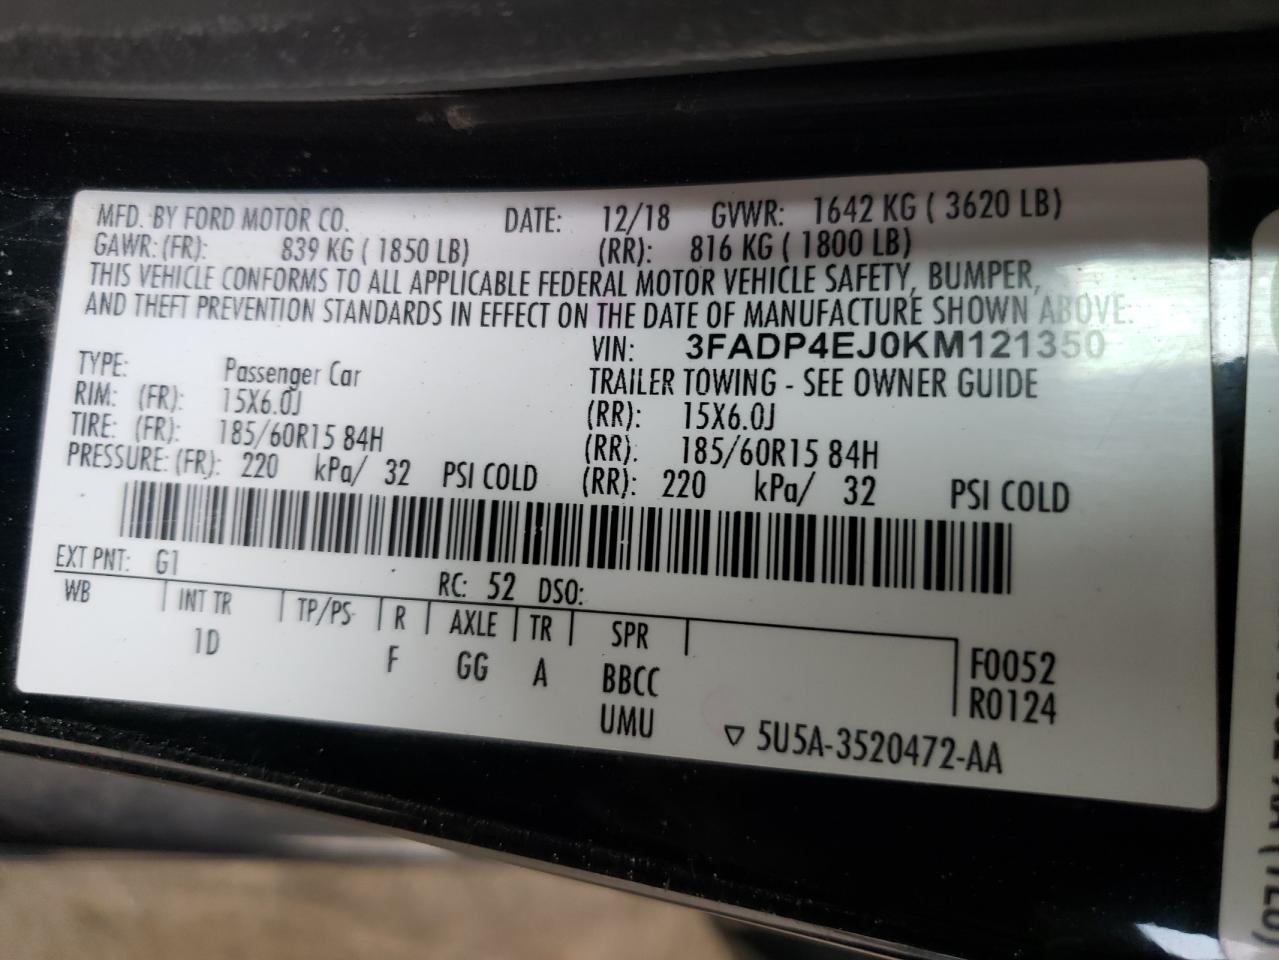 MFD. BY FORD MOTOR CO. DATE: 12/18 GVWR: 1642 KG ( 3620 LB)
GAWR: (FR): 839 KG ( 1850 LB) (RR): 816 KG ( 1800 LB)
THIS VEHICLE CONFORMS TO ALL APPLICABLE FEDERAL MOTOR VEHICLE SAFETY, BUMPER,
AND THEFT PREVENTION STANDARDS IN EFFECT ON THE DATE OF MANUFACTURE SHOWN ABOVE.
VIN: 3FADP4EJ0KM121350
TYPE: Passenger Car TRAILER TOWING - SEE OWNER GUIDE
RIM: (FR): 15X6.0J (RR): 15X6.0J
TIRE: (FR): 185/60R15 84H (RR): 185/60R15 84H
PRESSURE: (FR): 220 kPa/ 32 PSI COLD (RR): 220 kPa/ 32 PSI COLD
EXT PNT: G1 RC: 52 DSO:
WB INT TR TP/PS R AXLE TR SPR
1D F GG A BBCC F0052
UMU R0124
▽ 5U5A-3520472-AA